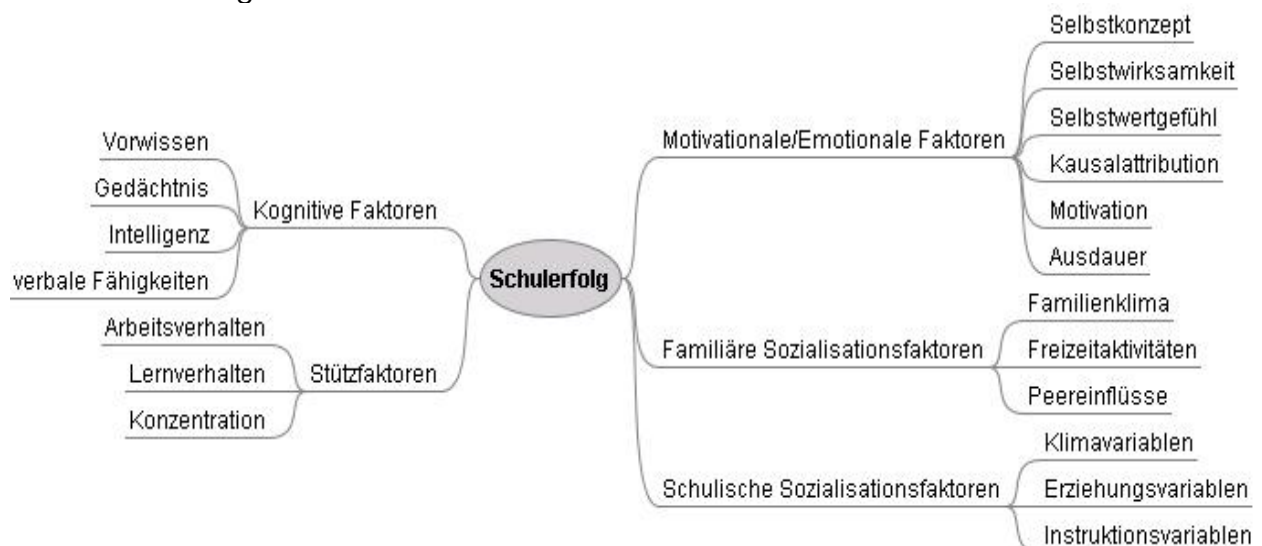 Schulerfolg
Kognitive Faktoren
Vorwissen
Gedächtnis
Intelligenz
verbale Fähigkeiten
Stützfaktoren
Arbeitsverhalten
Lernverhalten
Konzentration
Motivationale/Emotionale Faktoren
Selbstkonzept
Selbstwirksamkeit
Selbstwertgefühl
Kausalattribution
Motivation
Ausdauer
Familiäre Sozialisationsfaktoren
Familienklima
Freizeitaktivitäten
Peereinflüsse
Schulische Sozialisationsfaktoren
Klimavariablen
Erziehungsvariablen
Instruktionsvariablen